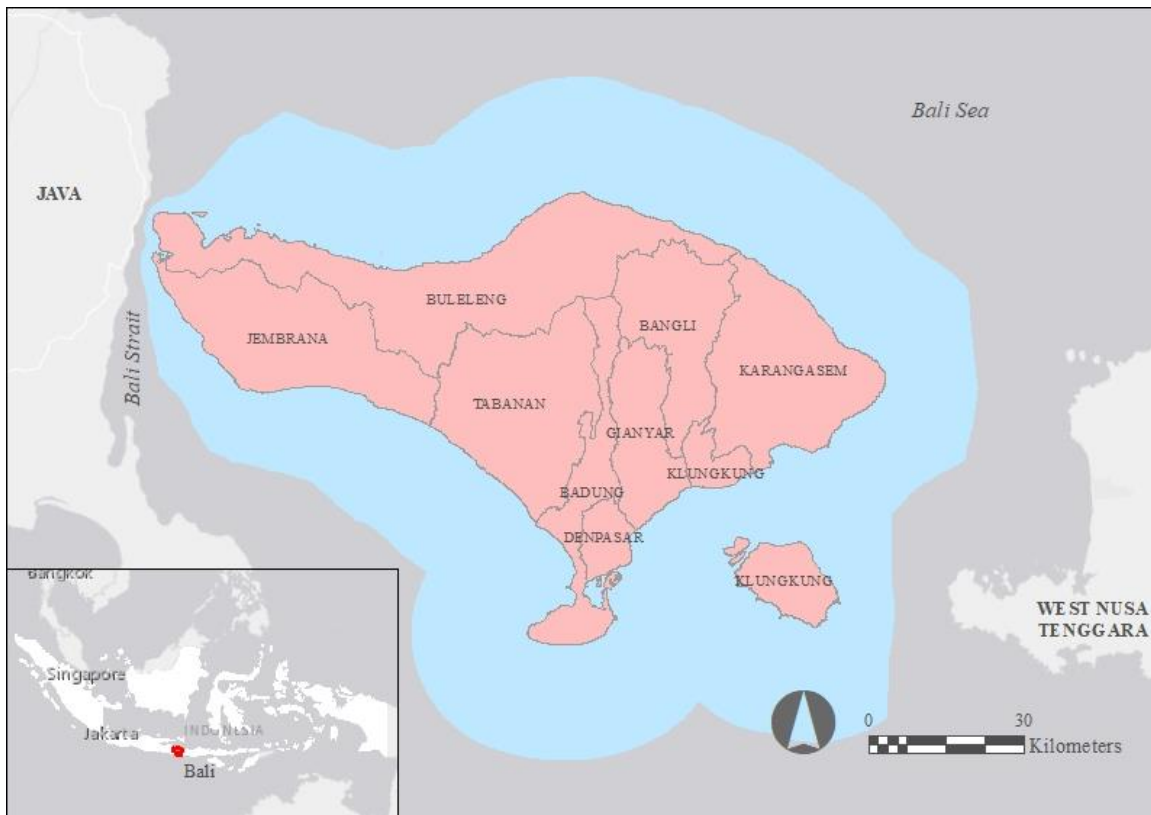 Bali Sea
JAVA
BULELENG
BANGLI
JEMBRANA
Bali Strait
KARANGASEM
TABANAN
GIANYAR
KLUNGKUNG
BADUNG
DENPASAR
KLUNGKUNG
WEST NUSA
TENGGARA
0 30
Kilometers
Bangkok
Singapore
Jakarta
INDONESIA
Bali